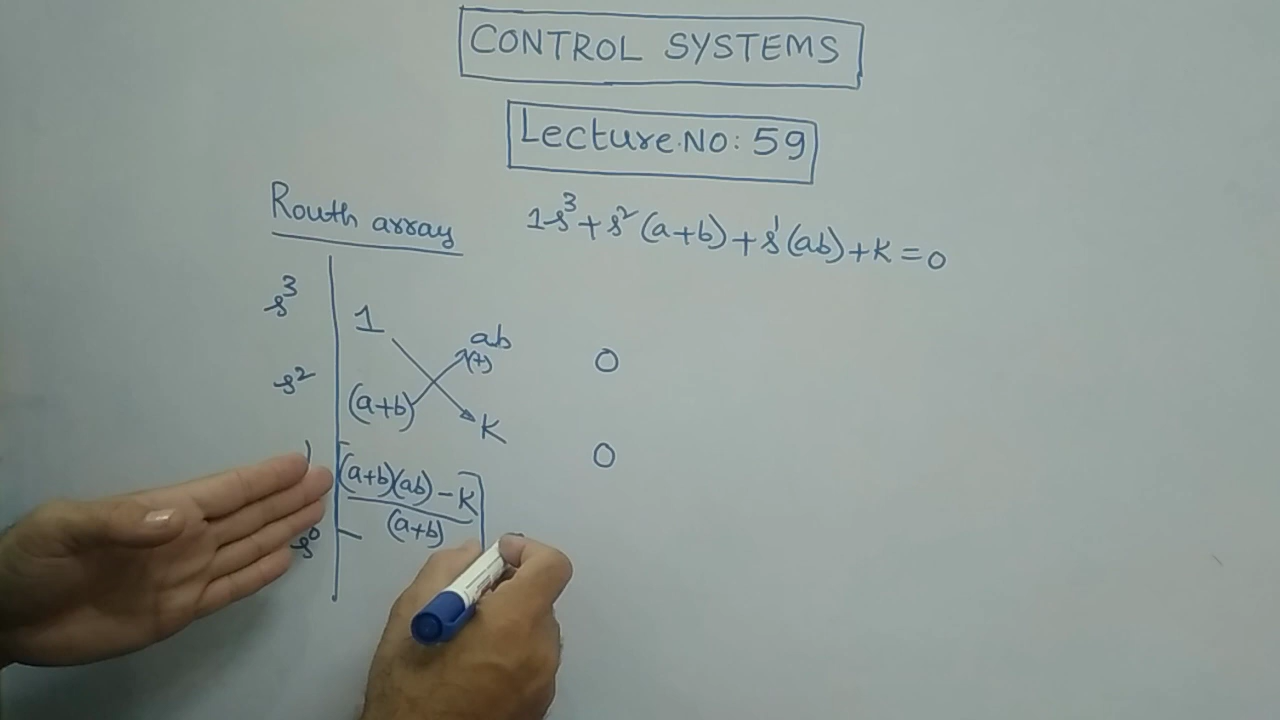 CONTROL SYSTEMS
Lecture.NO: 59
Routh array
1s³+s²(a+b)+s¹(ab)+K=0
s³ 1 ab 0
(+)
s² (a+b) K 0
(a+b)(ab)-K
(a+b)
s⁰